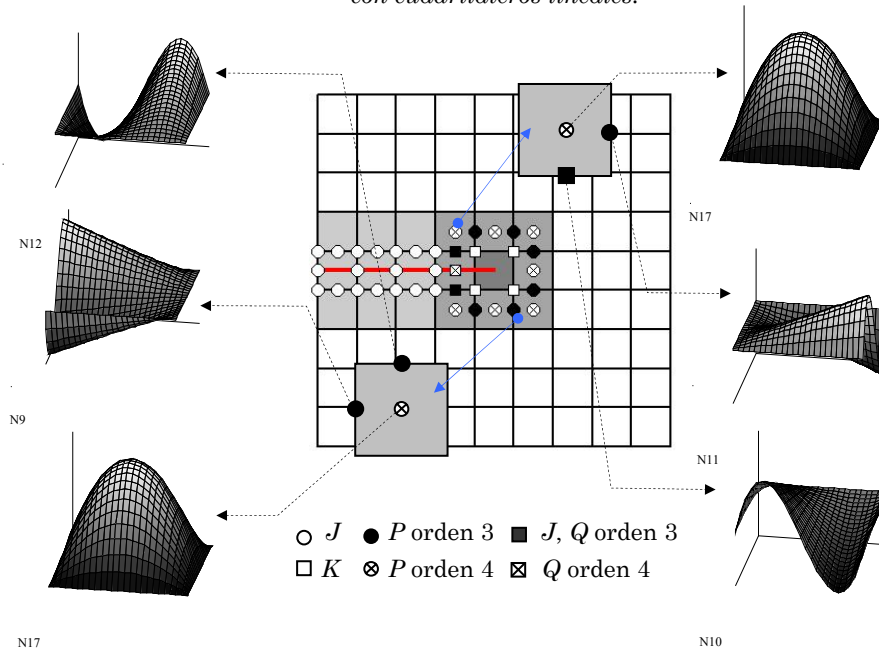 con cuadriláteros lineales.
N17
N12
N9
N11
J P orden 3 J, Q orden 3
K P orden 4 Q orden 4
N17
N10